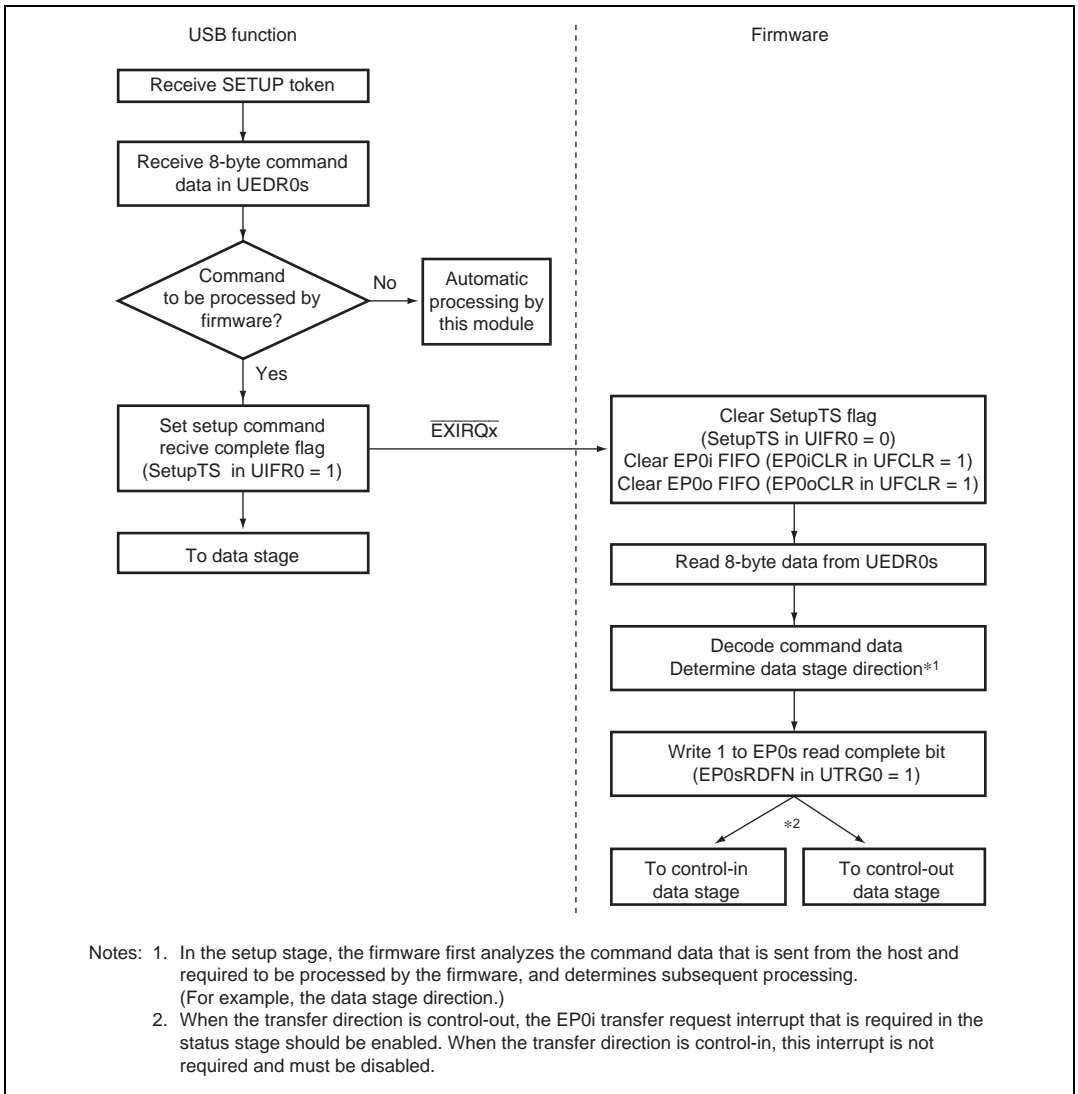 USB function
Firmware
Receive SETUP token
Receive 8-byte command
data in UEDR0s
Command
to be processed by
firmware?
No
Automatic
processing by
this module
Yes
Set setup command
recive complete flag
(SetupTS in UIFR0 = 1)
EXIRQx
To data stage
Clear SetupTS flag
(SetupTS in UIFR0 = 0)
Clear EP0i FIFO (EP0iCLR in UFCLR = 1)
Clear EP0o FIFO (EP0oCLR in UFCLR = 1)
Read 8-byte data from UEDR0s
Decode command data
Determine data stage direction*1
Write 1 to EP0s read complete bit
(EP0sRDFN in UTRG0 = 1)
*2
To control-in
data stage
To control-out
data stage
Notes: 1. In the setup stage, the firmware first analyzes the command data that is sent from the host and
required to be processed by the firmware, and determines subsequent processing.
(For example, the data stage direction.)
2. When the transfer direction is control-out, the EP0i transfer request interrupt that is required in the
status stage should be enabled. When the transfer direction is control-in, this interrupt is not
required and must be disabled.